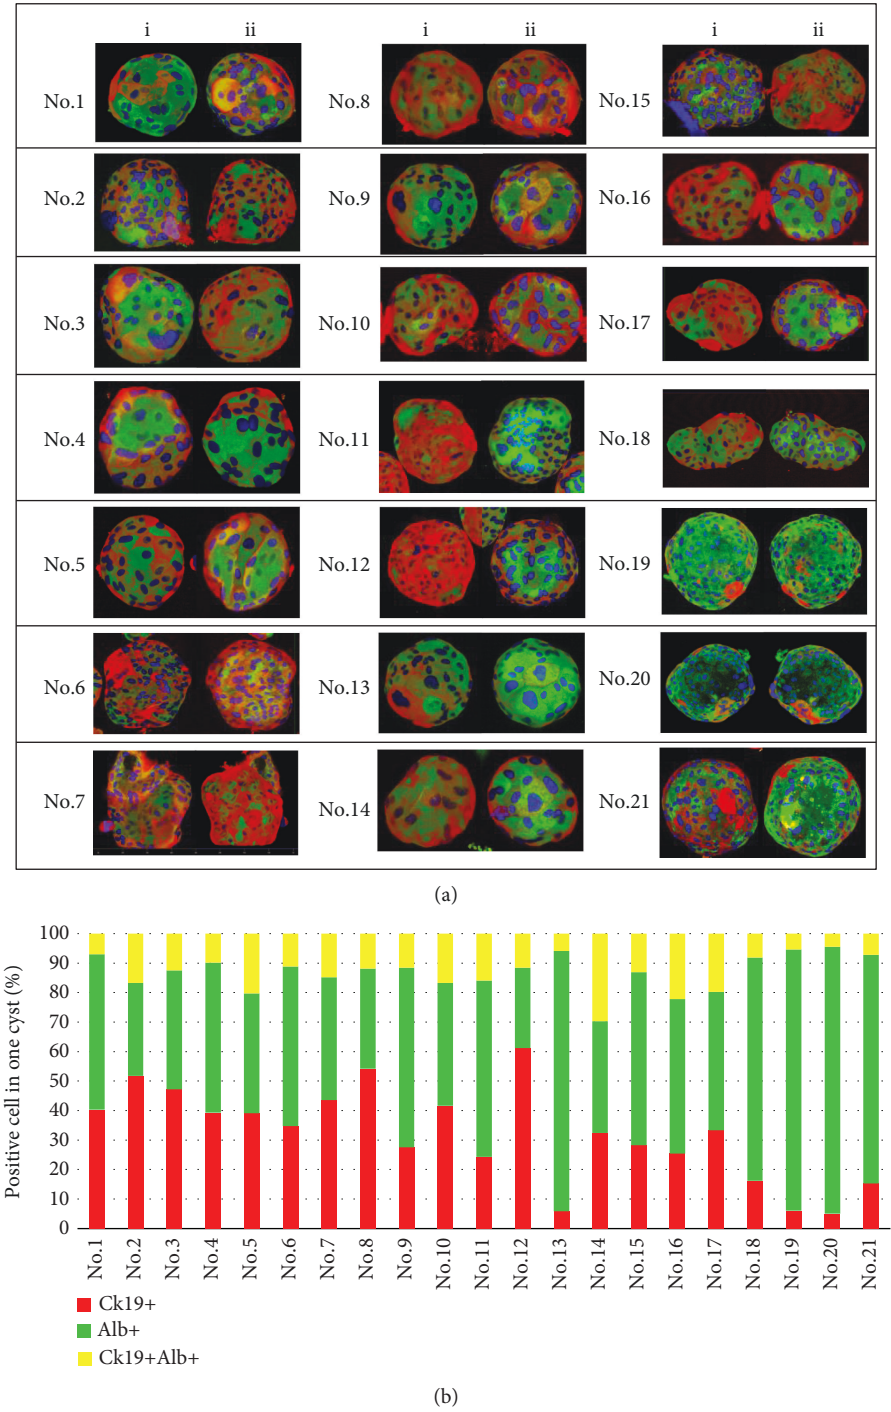 i ii i ii i ii
No.1 No.8 No.15
No.2 No.9 No.16
No.3 No.10 No.17
No.4 No.11 No.18
No.5 No.12 No.19
No.6 No.13 No.20
No.7 No.14 No.21
(a)
Positive cell in one cyst (%)
100
90
80
70
60
50
40
30
20
10
0
No.1 No.2 No.3 No.4 No.5 No.6 No.7 No.8 No.9 No.10 No.11 No.12 No.13 No.14 No.15 No.16 No.17 No.18 No.19 No.20 No.21
Ck19+
Alb+
Ck19+Alb+
(b)